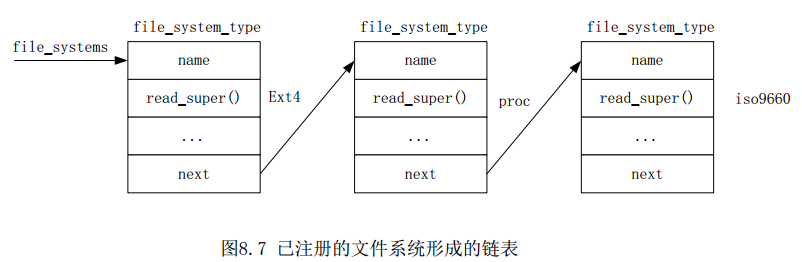 file_system_type file_system_type file_system_type
file_systems
name name name
read_super() Ext4 read_super() proc read_super() iso9660
... ... ...
next next next
图8.7 已注册的文件系统形成的链表